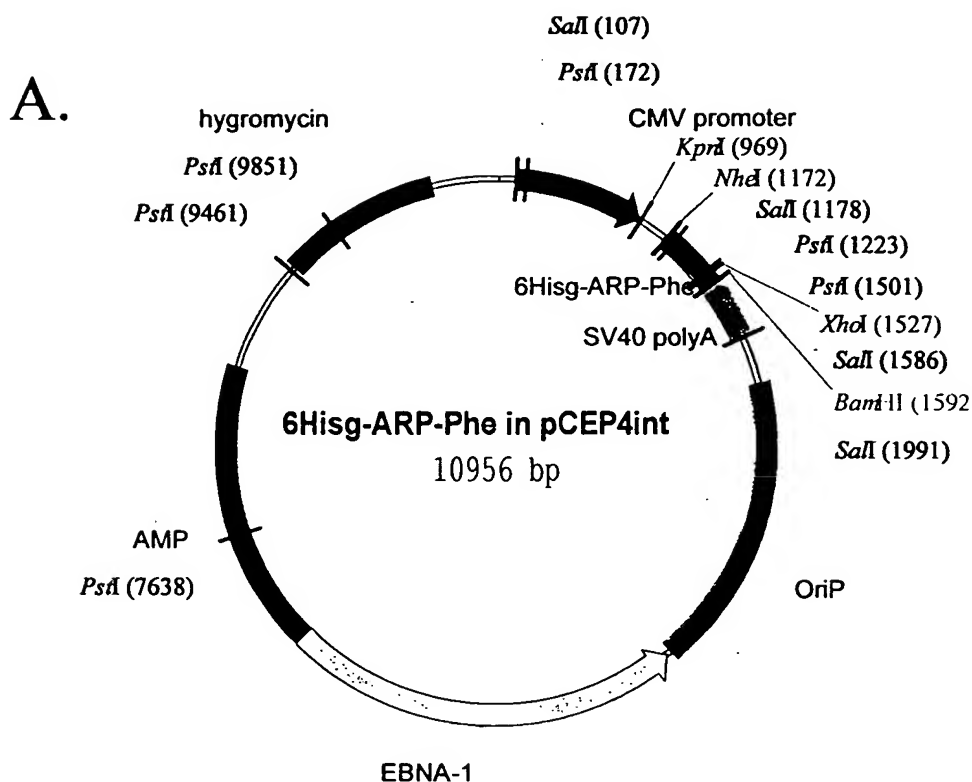 A.
SalI (107)
PstI (172)
hygromycin
CMV promoter
PstI (9851)
KpnI (969)
NheI (1172)
PstI (9461)
SalI (1178)
PstI (1223)
6Hisg-ARP-Phe
PstI (1501)
XhoI (1527)
SV40 polyA
SalI (1586)
BamHI (1592
6Hisg-ARP-Phe in pCEP4int
SalI (1991)
10956 bp
AMP
PstI (7638)
OriP
EBNA-1